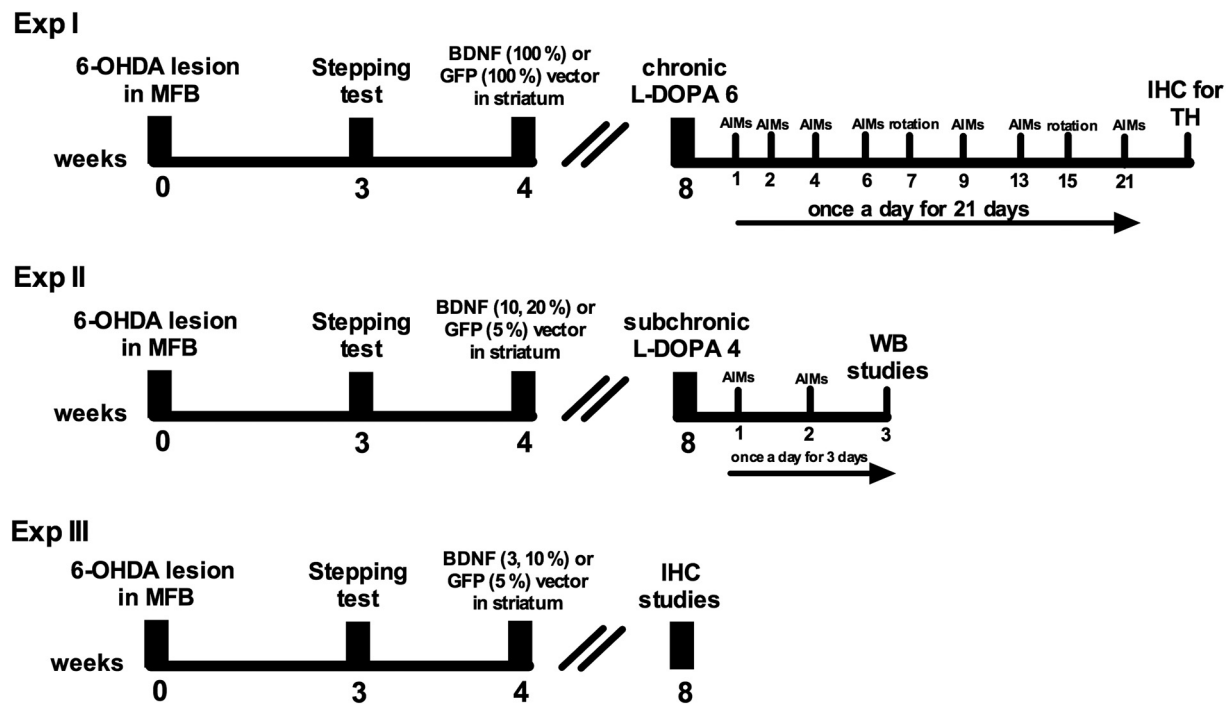 Exp I
6-OHDA lesion
in MFB
Stepping
test
BDNF (100 %) or
GFP (100 %) vector
in striatum
chronic
L-DOPA 6
IHC for
TH
AIMs AIMs AIMs AIMs rotation AIMs AIMs rotation AIMs
weeks
0 3 4 8
1 2 4 6 7 9 13 15 21
once a day for 21 days
Exp II
6-OHDA lesion
in MFB
Stepping
test
BDNF (10, 20 %) or
GFP (5 %) vector
in striatum
subchronic
L-DOPA 4
WB
studies
AIMs AIMs
weeks
0 3 4 8
1 2 3
once a day for 3 days
Exp III
6-OHDA lesion
in MFB
Stepping
test
BDNF (3, 10 %) or
GFP (5 %) vector
in striatum
IHC
studies
weeks
0 3 4 8